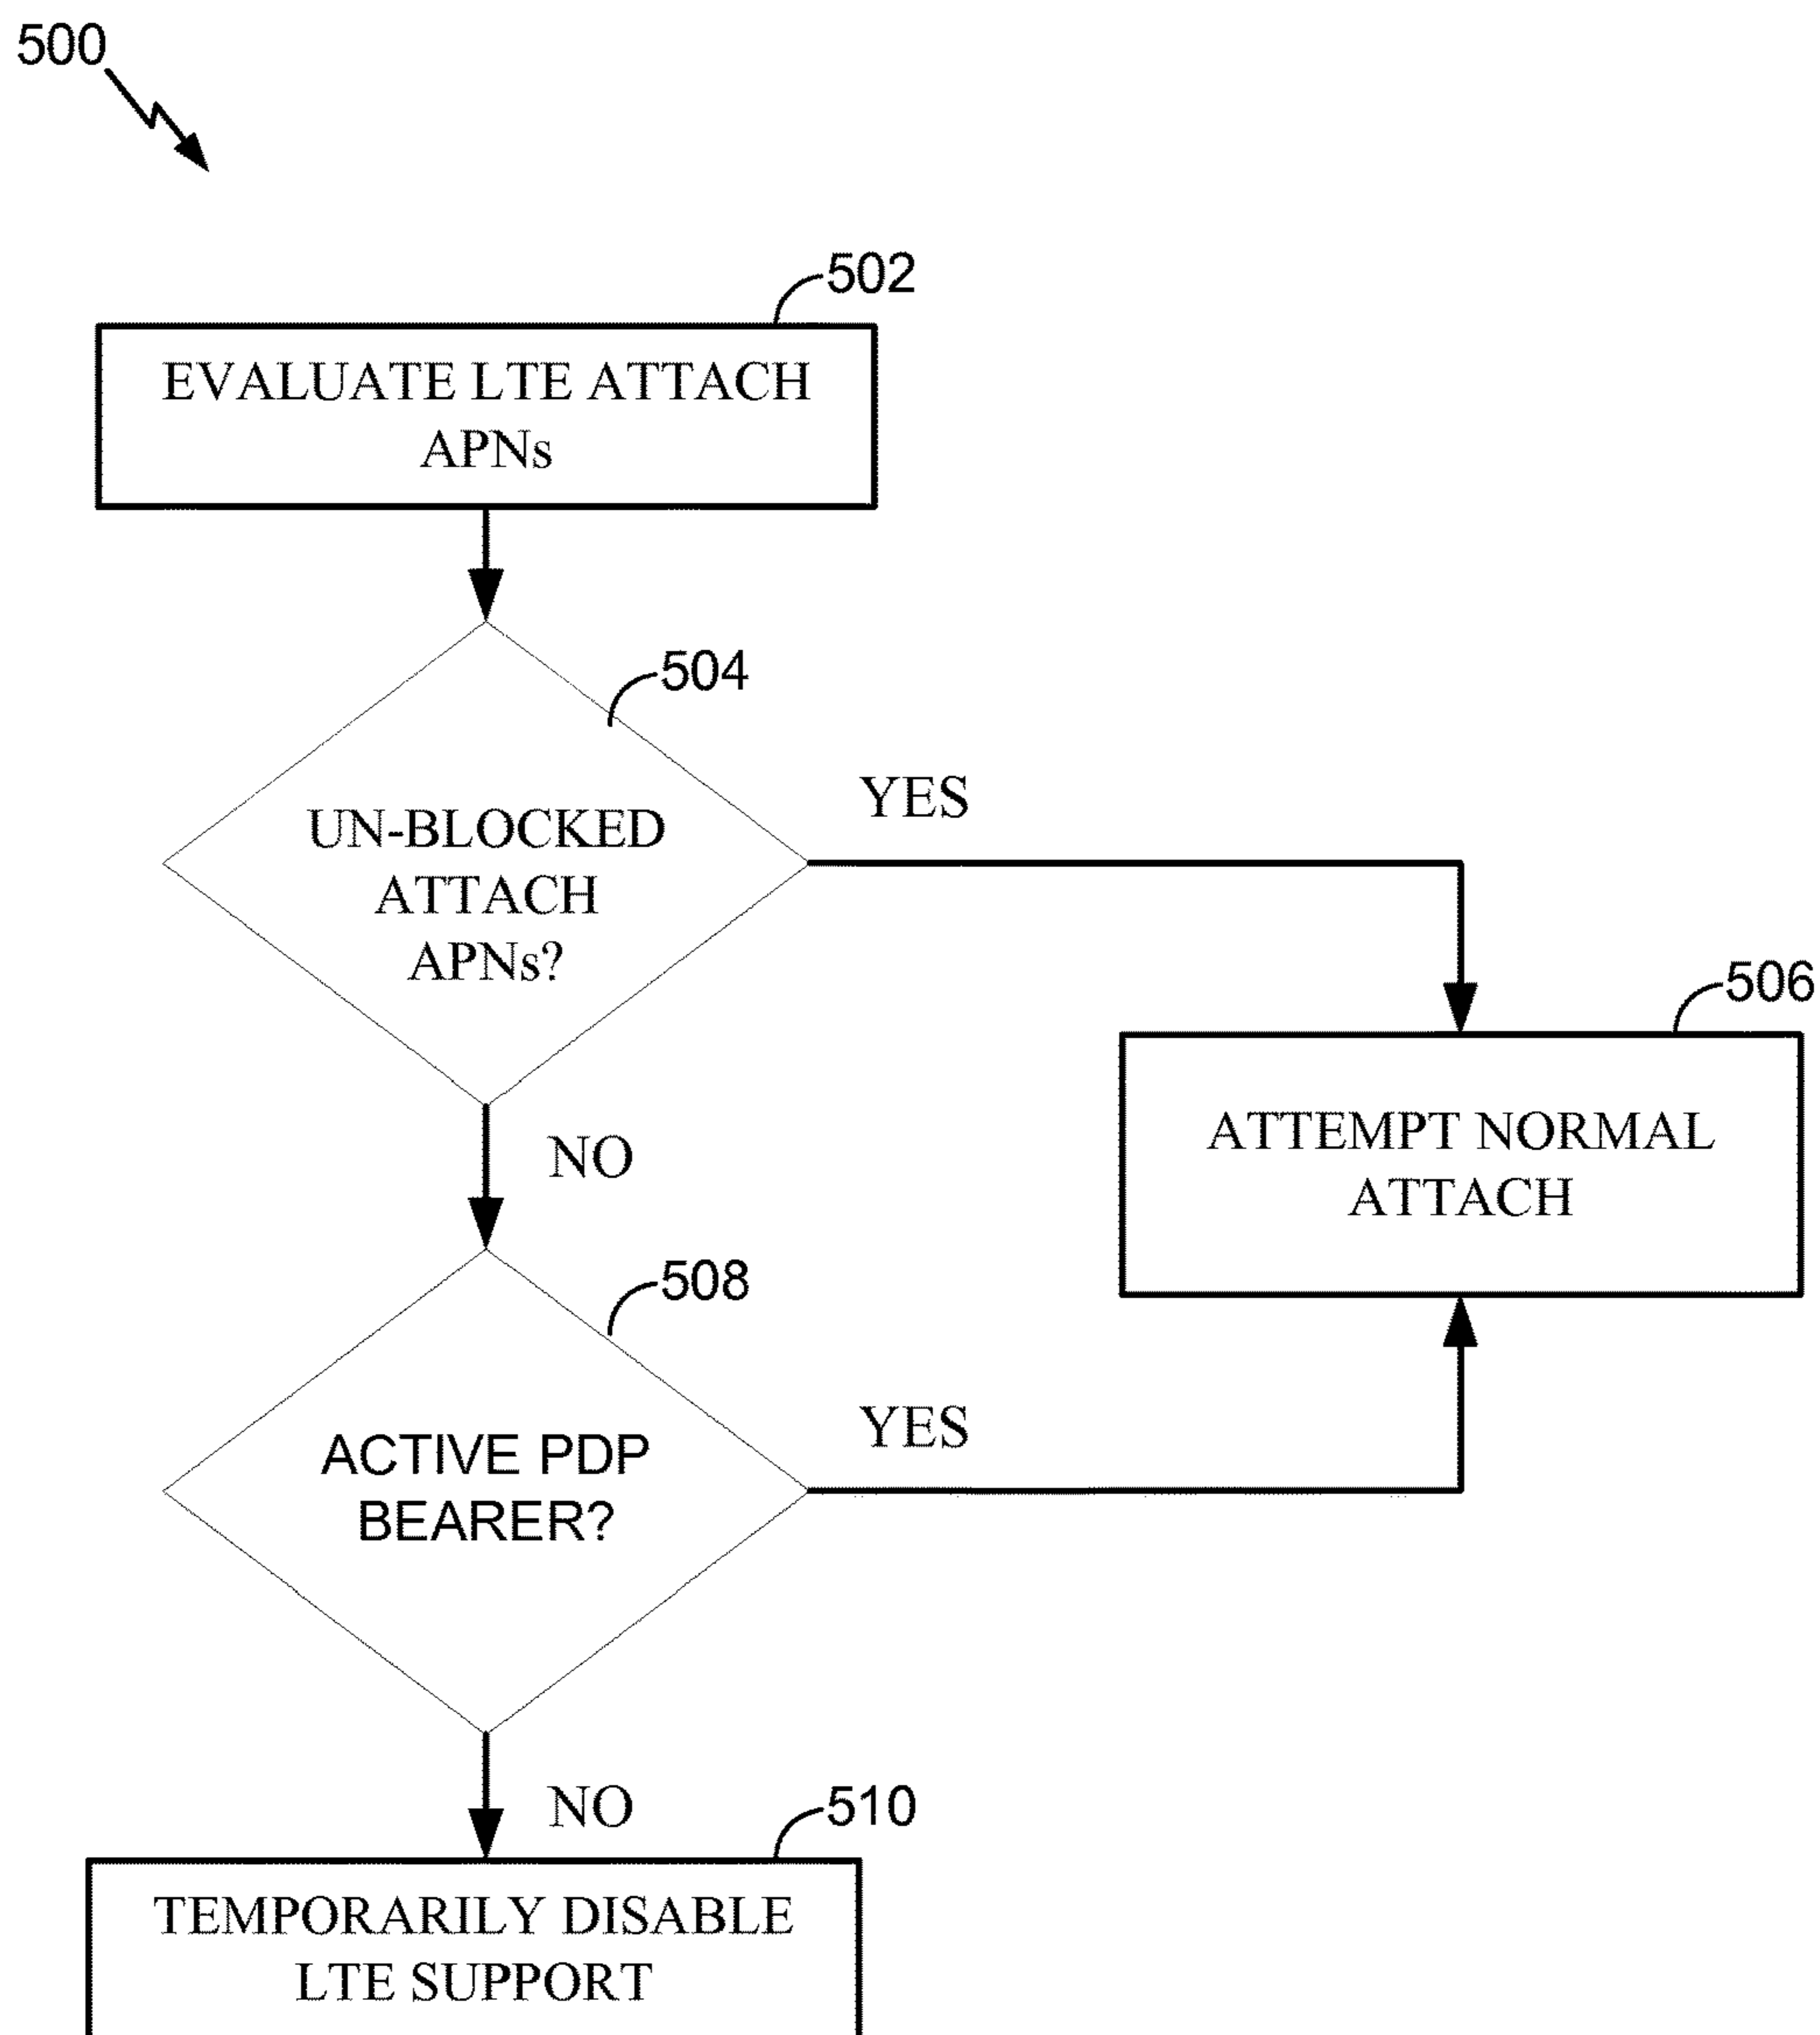 500
502
EVALUATE LTE ATTACH
APNs
504
UN-BLOCKED
ATTACH
APNs?
YES
506
ATTEMPT NORMAL
ATTACH
NO
508
ACTIVE PDP
BEARER?
YES
NO
510
TEMPORARILY DISABLE
LTE SUPPORT